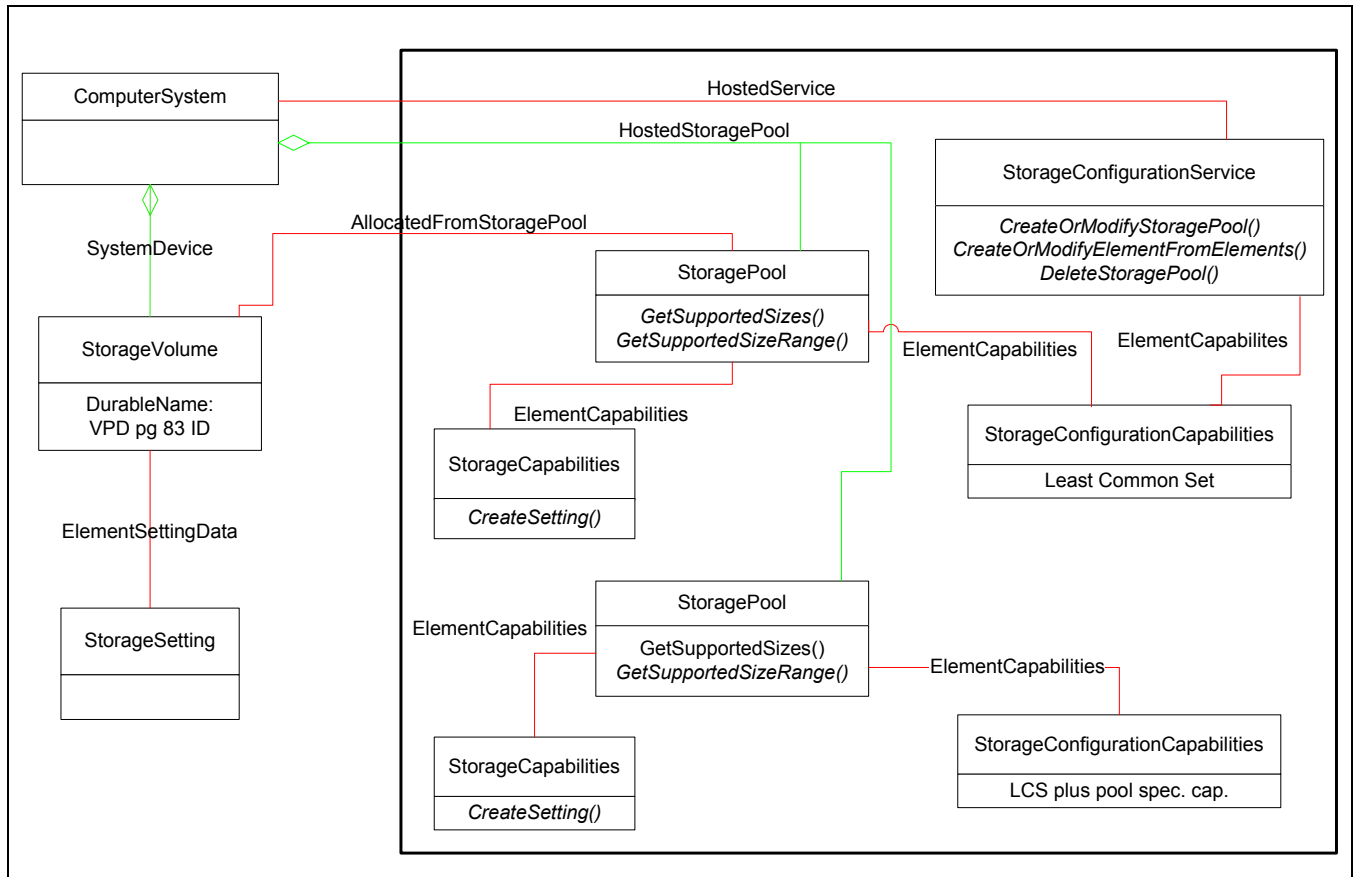 HostedService
ComputerSystem
HostedStoragePool
StorageConfigurationService
CreateOrModifyStoragePool()
CreateOrModifyElementFromElements()
DeleteStoragePool()
AllocatedFromStoragePool
SystemDevice
StoragePool
GetSupportedSizes()
GetSupportedSizeRange()
StorageVolume
DurableName:
VPD pg 83 ID
ElementCapabilities
ElementCapabilites
ElementCapabilities
StorageConfigurationCapabilities
Least Common Set
StorageCapabilities
CreateSetting()
ElementSettingData
StoragePool
GetSupportedSizes()
GetSupportedSizeRange()
ElementCapabilities
StorageSetting
ElementCapabilities
StorageConfigurationCapabilities
LCS plus pool spec. cap.
StorageCapabilities
CreateSetting()